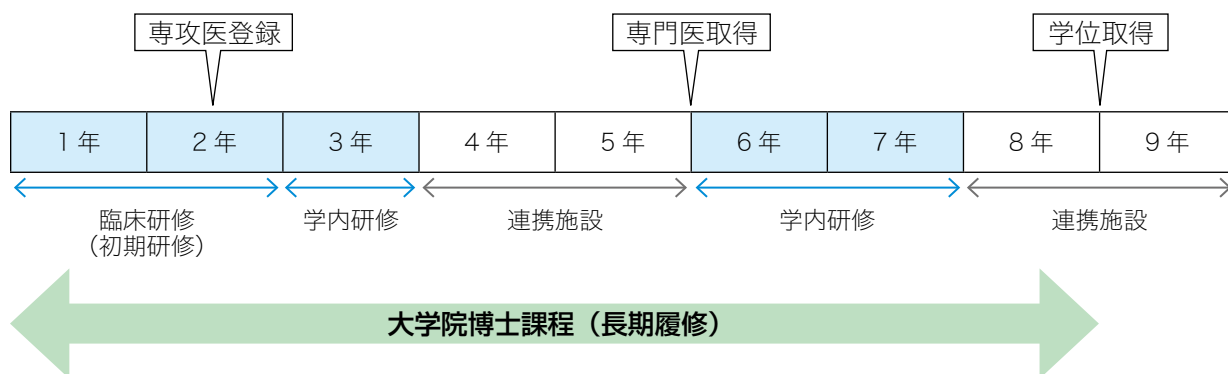 専攻医登録
専門医取得
学位取得
1 年
2 年
3 年
4 年
5 年
6 年
7 年
8 年
9 年
臨床研修
（初期研修）
学内研修
連携施設
学内研修
連携施設
大学院博士課程（長期履修）